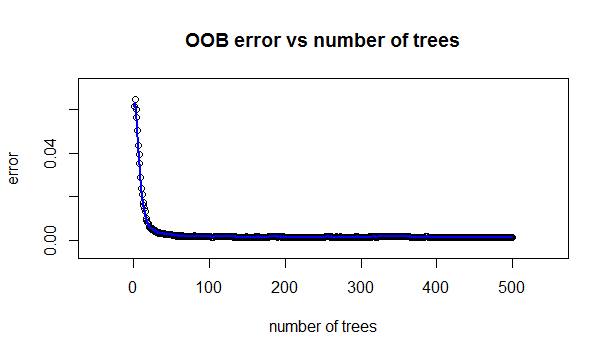 OOB error vs number of trees
error
0.04
0.00
0 100 200 300 400 500
number of trees